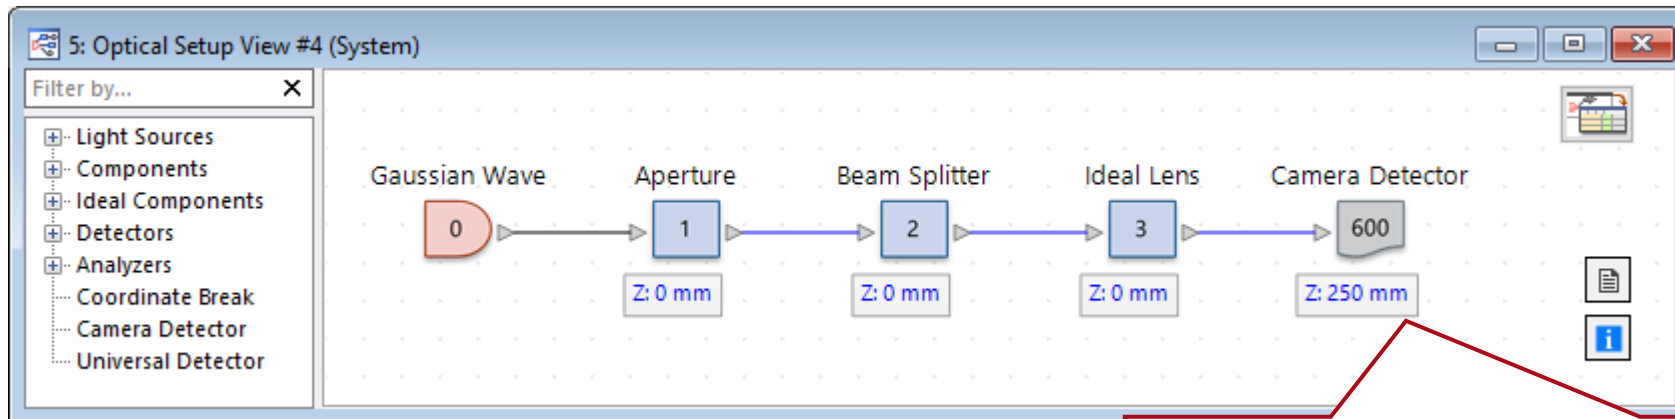 5: Optical Setup View #4 (System)
Filter by...
Light Sources
Components
Ideal Components
Detectors
Analyzers
Coordinate Break
Camera Detector
Universal Detector
Gaussian Wave Aperture Beam Splitter Ideal Lens Camera Detector
0 1 2 3 600
Z: 0 mm Z: 0 mm Z: 0 mm Z: 250 mm
i